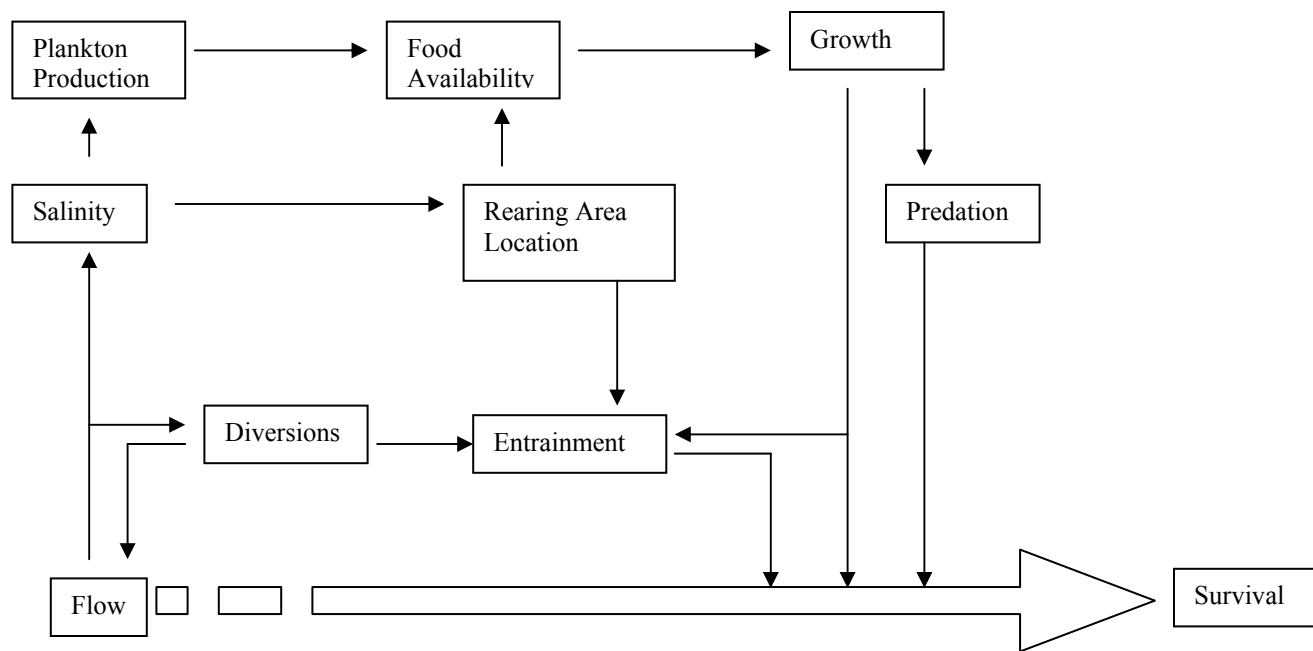 Plankton
Production
Food
Availability
Growth
Salinity
Rearing Area
Location
Predation
Diversions
Entrainment
Flow
Survival